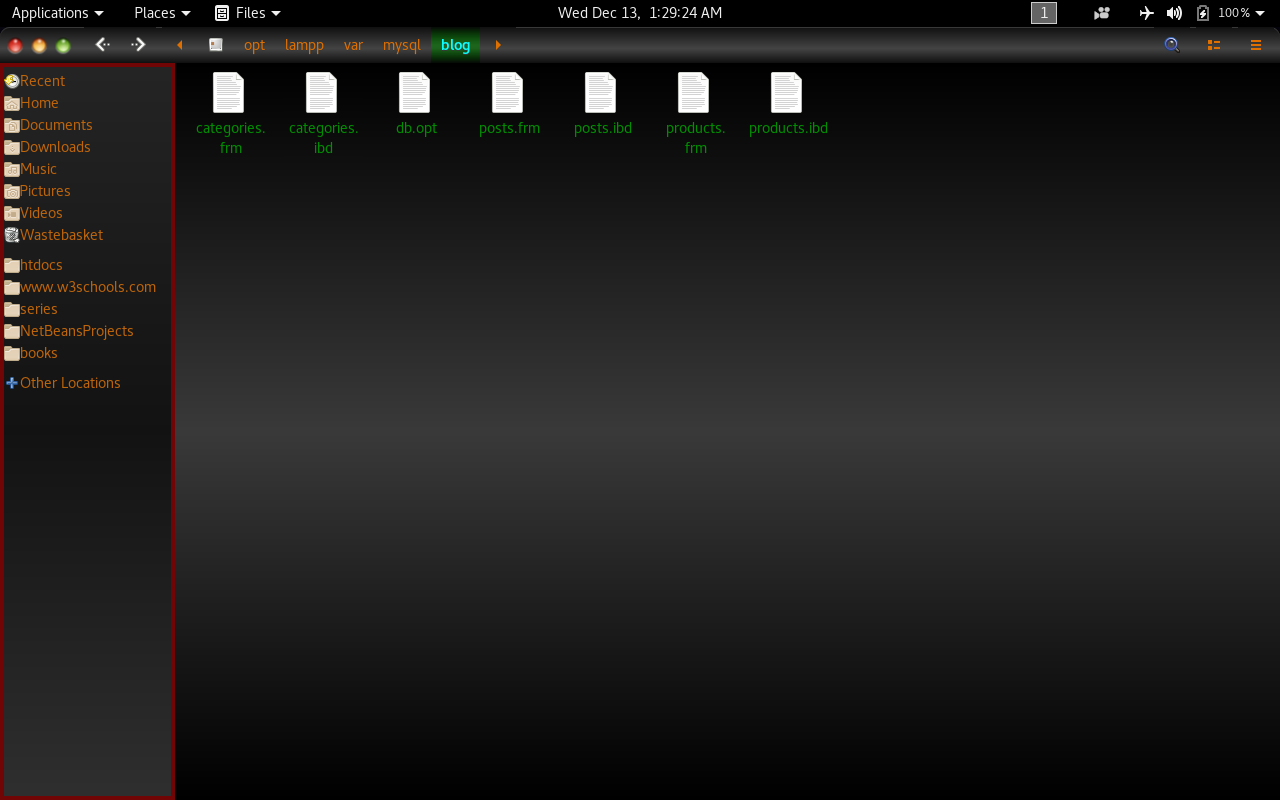 Applications Places Files Wed Dec 13, 1:29:24 AM 1 100%
opt lampp var mysql blog
Recent
Home
Documents
Downloads
Music
Pictures
Videos
Wastebasket
htdocs
www.w3schools.com
series
NetBeansProjects
books
Other Locations
categories.
frm
categories.
ibd
db.opt
posts.frm
posts.ibd
products.
frm
products.ibd